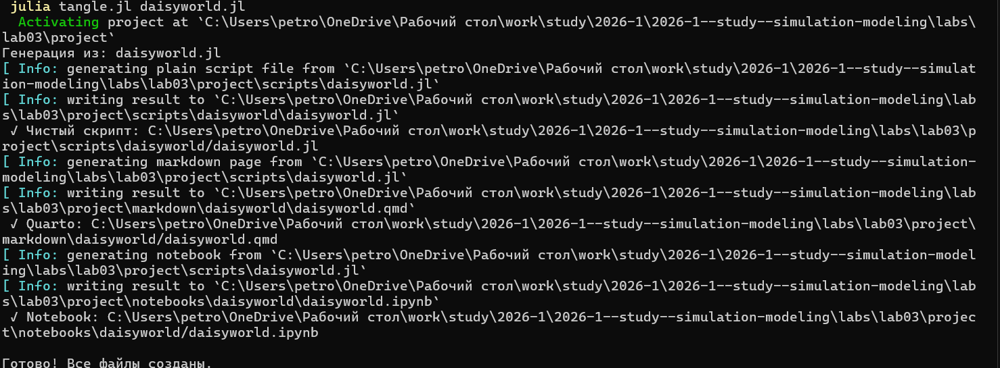 julia tangle.jl daisyworld.jl
  Activating project at `C:\Users\petro\OneDrive\Рабочий стол\work\study\2026-1\2026-1--study--simulation-modeling\labs\
lab03\project`
Генерация из: daisyworld.jl
[ Info: generating plain script file from `C:\Users\petro\OneDrive\Рабочий стол\work\study\2026-1\2026-1--study--simulat
ion-modeling\labs\lab03\project\scripts\daisyworld.jl`
[ Info: writing result to `C:\Users\petro\OneDrive\Рабочий стол\work\study\2026-1\2026-1--study--simulation-modeling\lab
s\lab03\project\scripts\daisyworld\daisyworld.jl`
 √ Чистый скрипт: C:\Users\petro\OneDrive\Рабочий стол\work\study\2026-1\2026-1--study--simulation-modeling\labs\lab03\p
roject\scripts\daisyworld/daisyworld.jl
[ Info: generating markdown page from `C:\Users\petro\OneDrive\Рабочий стол\work\study\2026-1\2026-1--study--simulation-
modeling\labs\lab03\project\scripts\daisyworld.jl`
[ Info: writing result to `C:\Users\petro\OneDrive\Рабочий стол\work\study\2026-1\2026-1--study--simulation-modeling\lab
s\lab03\project\markdown\daisyworld\daisyworld.qmd`
 √ Quarto: C:\Users\petro\OneDrive\Рабочий стол\work\study\2026-1\2026-1--study--simulation-modeling\labs\lab03\project\
markdown\daisyworld/daisyworld.qmd
[ Info: generating notebook from `C:\Users\petro\OneDrive\Рабочий стол\work\study\2026-1\2026-1--study--simulation-model
ing\labs\lab03\project\scripts\daisyworld.jl`
[ Info: writing result to `C:\Users\petro\OneDrive\Рабочий стол\work\study\2026-1\2026-1--study--simulation-modeling\lab
s\lab03\project\notebooks\daisyworld\daisyworld.ipynb`
 √ Notebook: C:\Users\petro\OneDrive\Рабочий стол\work\study\2026-1\2026-1--study--simulation-modeling\labs\lab03\projec
t\notebooks\daisyworld/daisyworld.ipynb
Готово! Все файлы созданы.